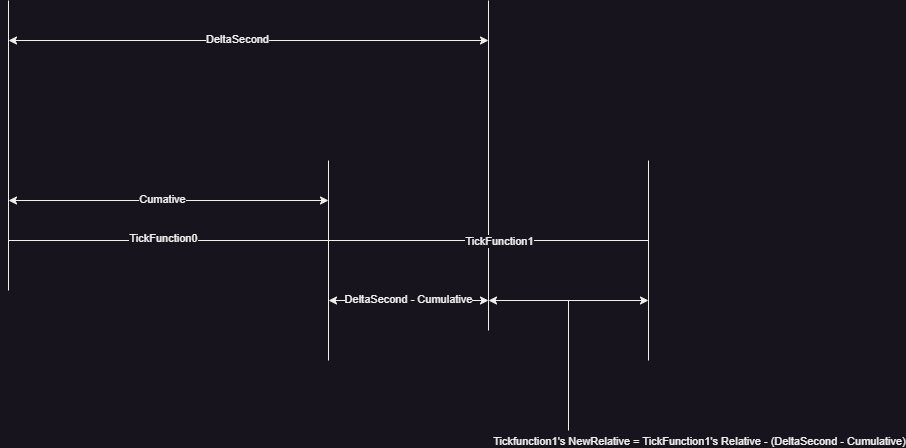 DeltaSecond
Cumative
TickFunction0
TickFunction1
DeltaSecond - Cumulative
Tickfunction1's NewRelative = TickFunction1's Relative - (DeltaSecond - Cumulative)